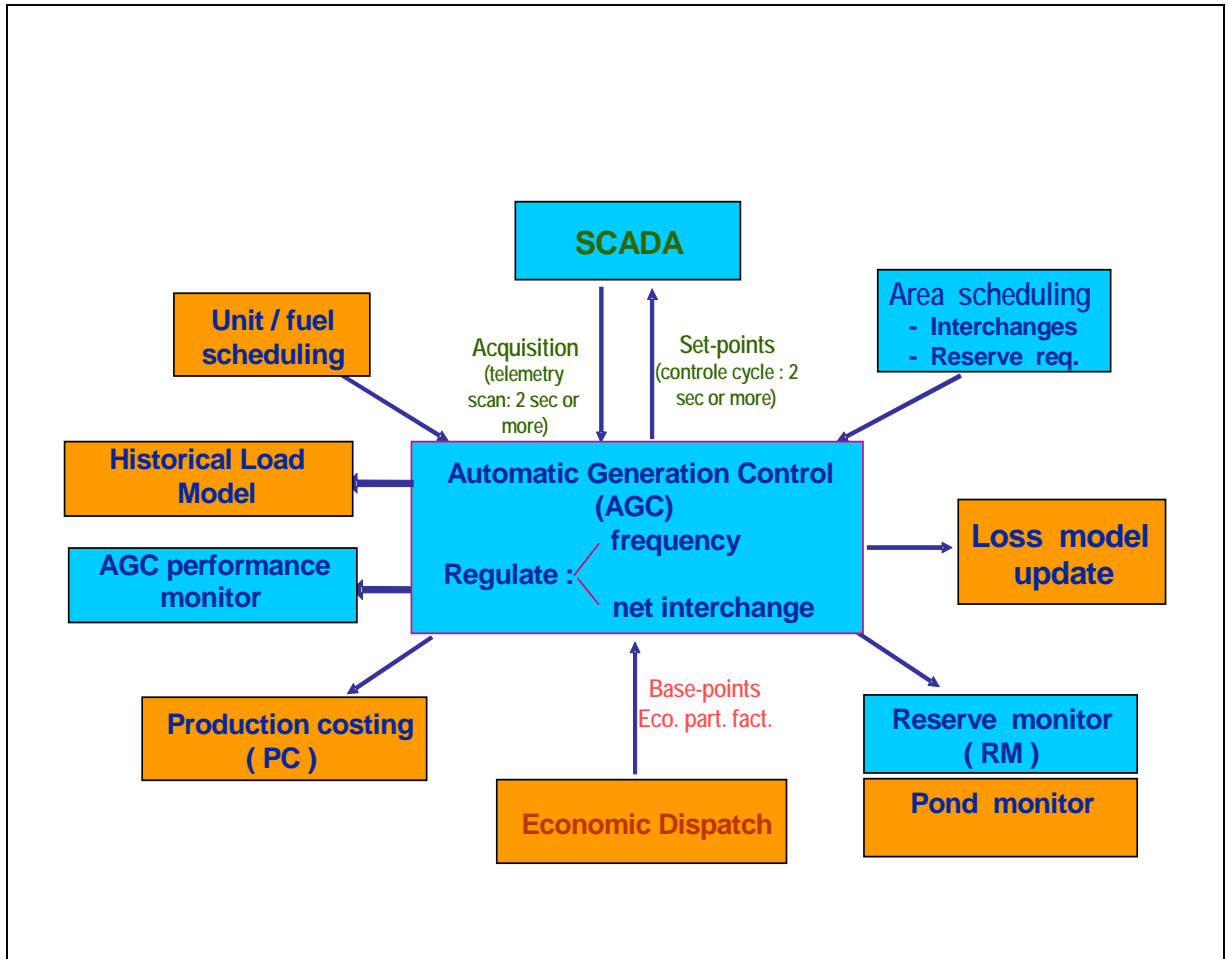 SCADA
Unit / fuel
scheduling
Area scheduling
- Interchanges
- Reserve req.
Acquisition
(telemetry
scan: 2 sec or
more)
Set-points
(controle cycle : 2
sec or more)
Historical Load
Model
Automatic Generation Control
(AGC)
frequency
Regulate :
net interchange
Loss model
update
AGC performance
monitor
Base-points
Eco. part. fact.
Production costing
( PC )
Reserve monitor
( RM )
Economic Dispatch
Pond monitor